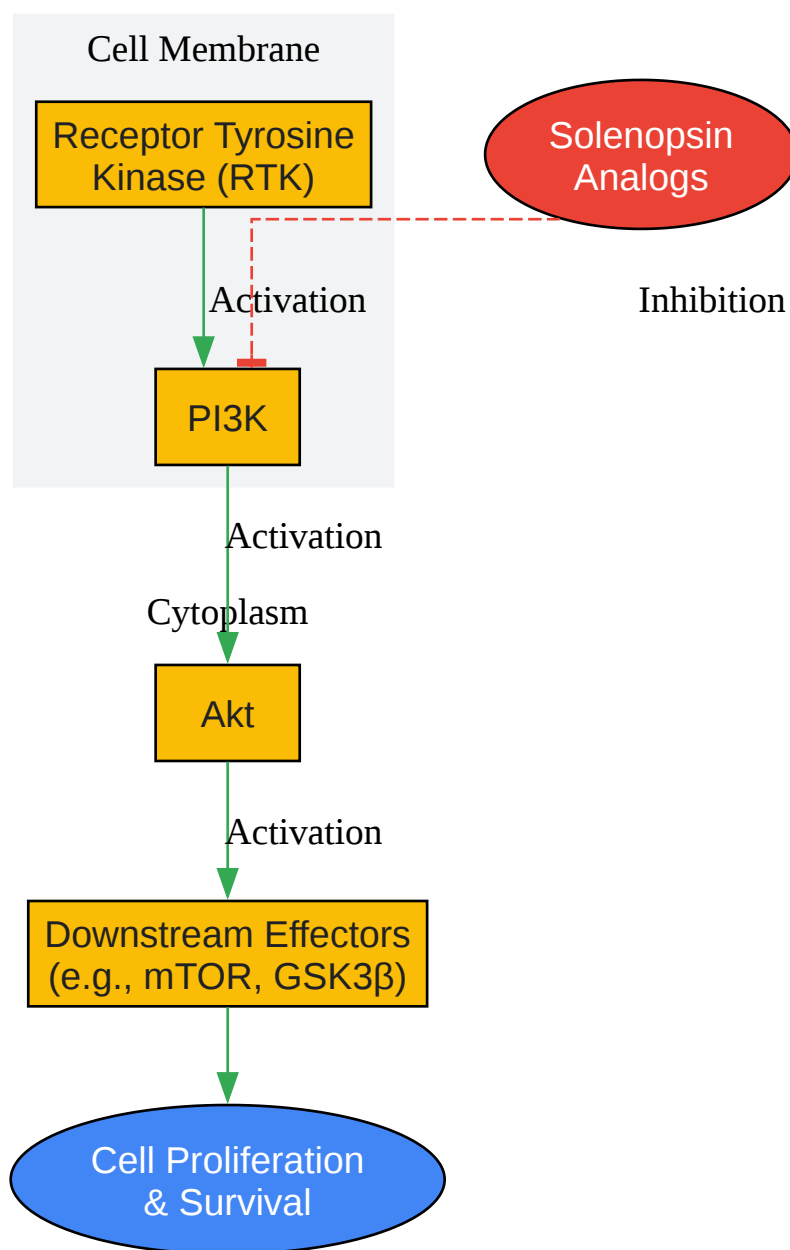 Cell Membrane
Receptor Tyrosine
Kinase (RTK)
Solenopsin
Analogs
Activation
Inhibition
PI3K
Activation
Cytoplasm
Akt
Activation
Downstream Effectors
(e.g., mTOR, GSK3β)
Cell Proliferation
& Survival